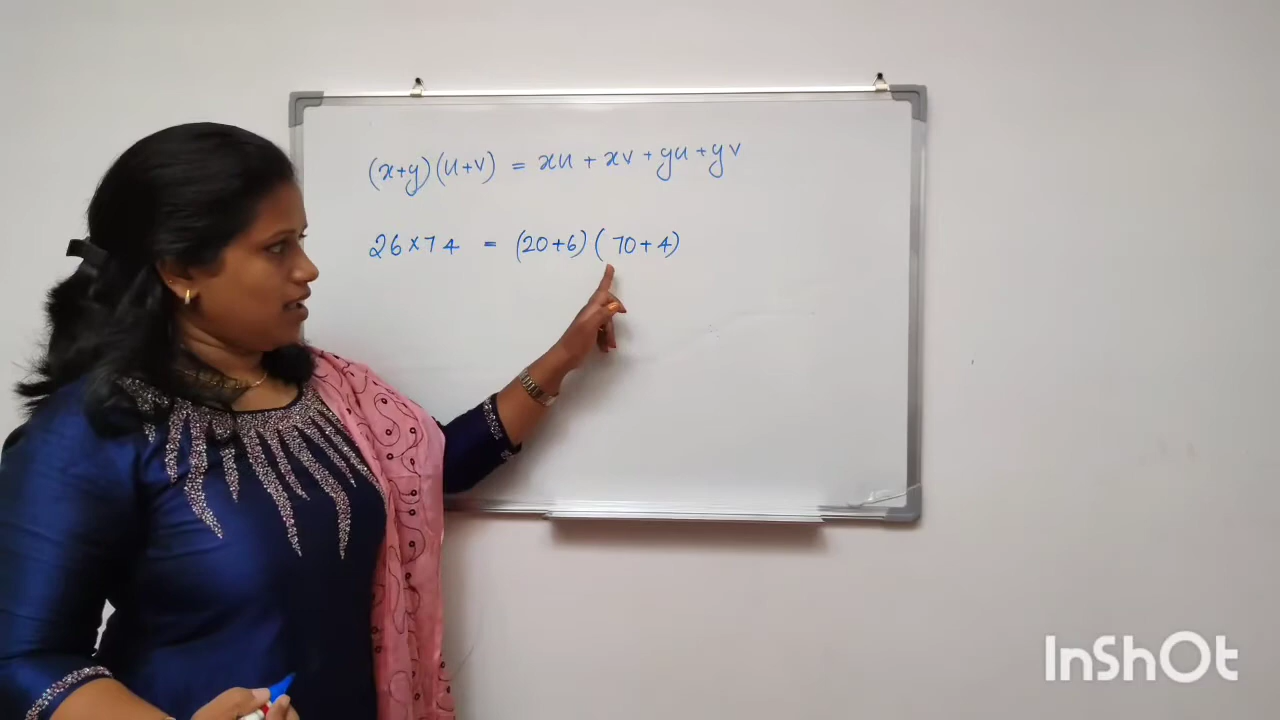 (x+y)(u+v) = xu + xv + yu + yv
26×74 = (20+6)(70+4)
InShOt